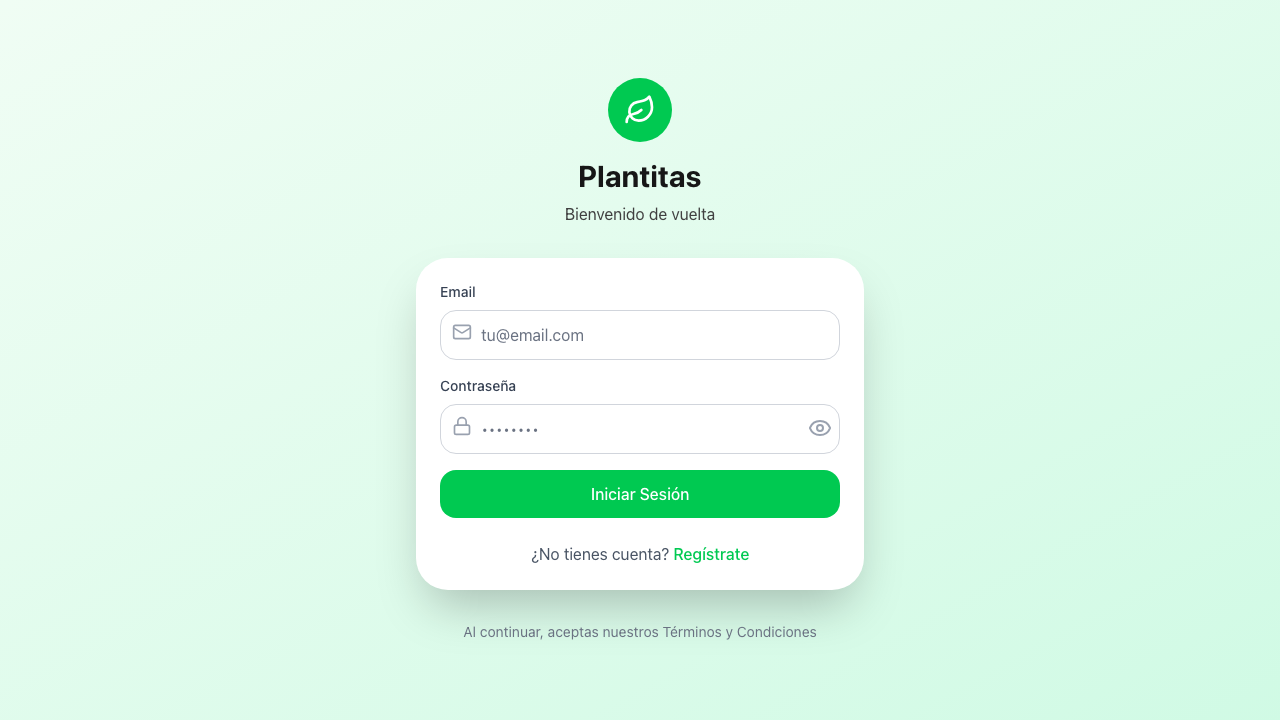 Plantitas
Bienvenido de vuelta
Email
tu@email.com
Contraseña
••••••••
Iniciar Sesión
¿No tienes cuenta? Regístrate
Al continuar, aceptas nuestros Términos y Condiciones